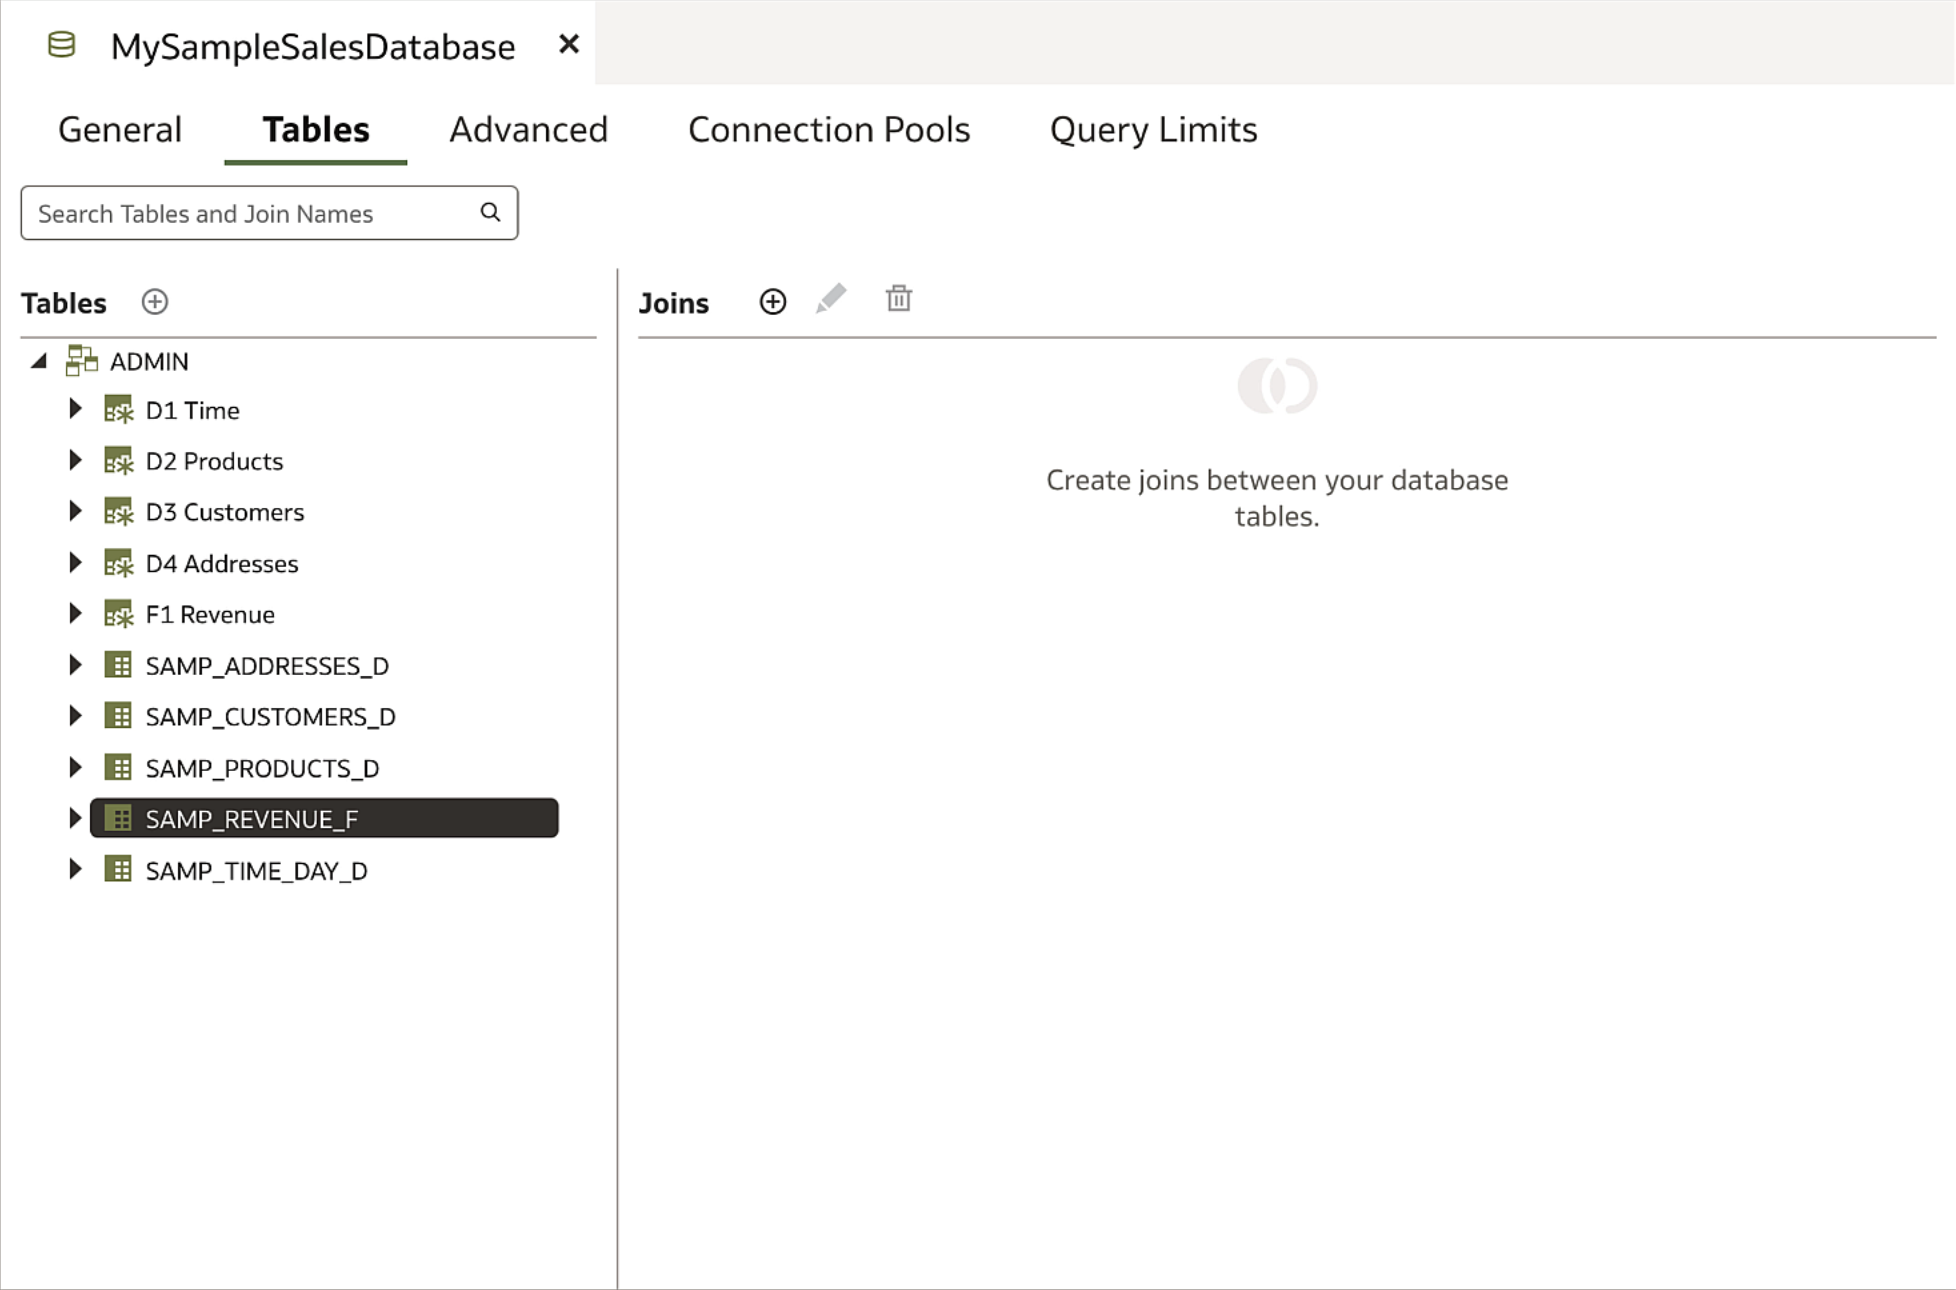 MySampleSalesDatabase
General Tables Advanced Connection Pools Query Limits
Search Tables and Join Names
Tables
ADMIN
D1 Time
D2 Products
D3 Customers
D4 Addresses
F1 Revenue
SAMP_ADDRESSES_D
SAMP_CUSTOMERS_D
SAMP_PRODUCTS_D
SAMP_REVENUE_F
SAMP_TIME_DAY_D
Joins
Create joins between your database
tables.